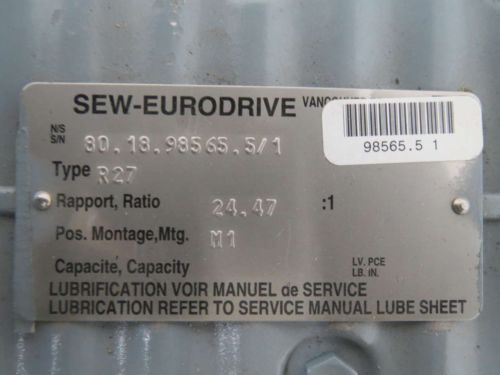 SEW-EURODRIVE
N/S
S/N 80.18.98565.5/1
98565.5 1
Type R27
Rapport, Ratio 24.47 :1
Pos. Montage,Mtg. M1
Capacite, Capacity LV. PCE
LB. IN.
LUBRIFICATION VOIR MANUEL de SERVICE
LUBRICATION REFER TO SERVICE MANUAL LUBE SHEET